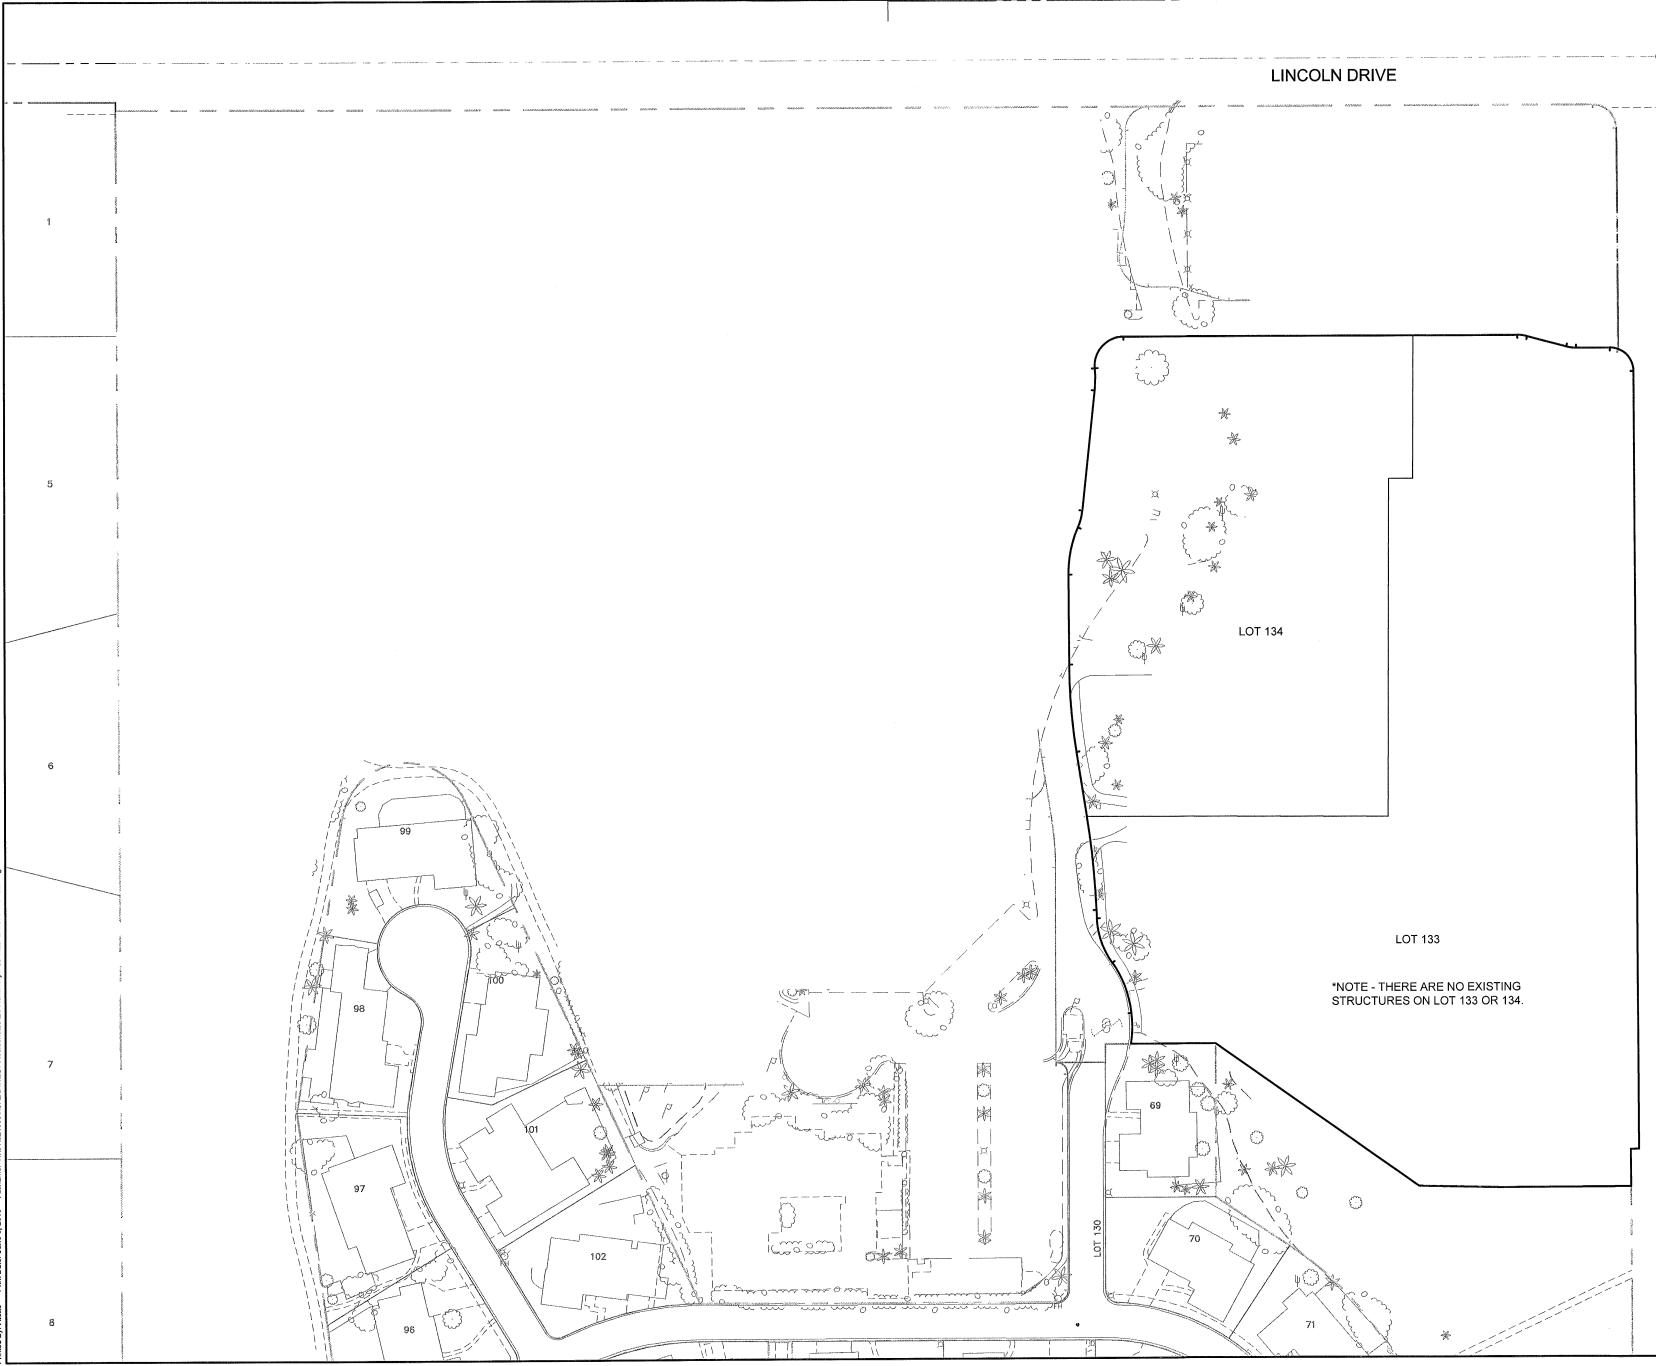 LINCOLN DRIVE
1
5
LOT 134
6
99
LOT 133
*NOTE - THERE ARE NO EXISTING
STRUCTURES ON LOT 133 OR 134.
100
98
7
69
101
97
LOT 130
70
102
8
96
71